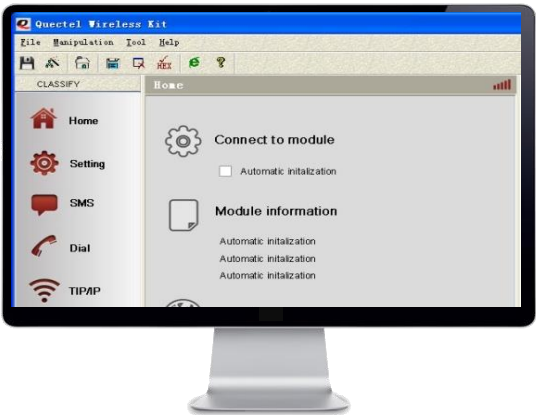 Quectel Wireless Kit
File Manipulation Tool Help
HEX
CLASSIFY
Home
Home
Connect to module
Automatic initalization
Setting
SMS
Module information
Automatic initalization
Automatic initalization
Automatic initalization
Dial
TIP/IP